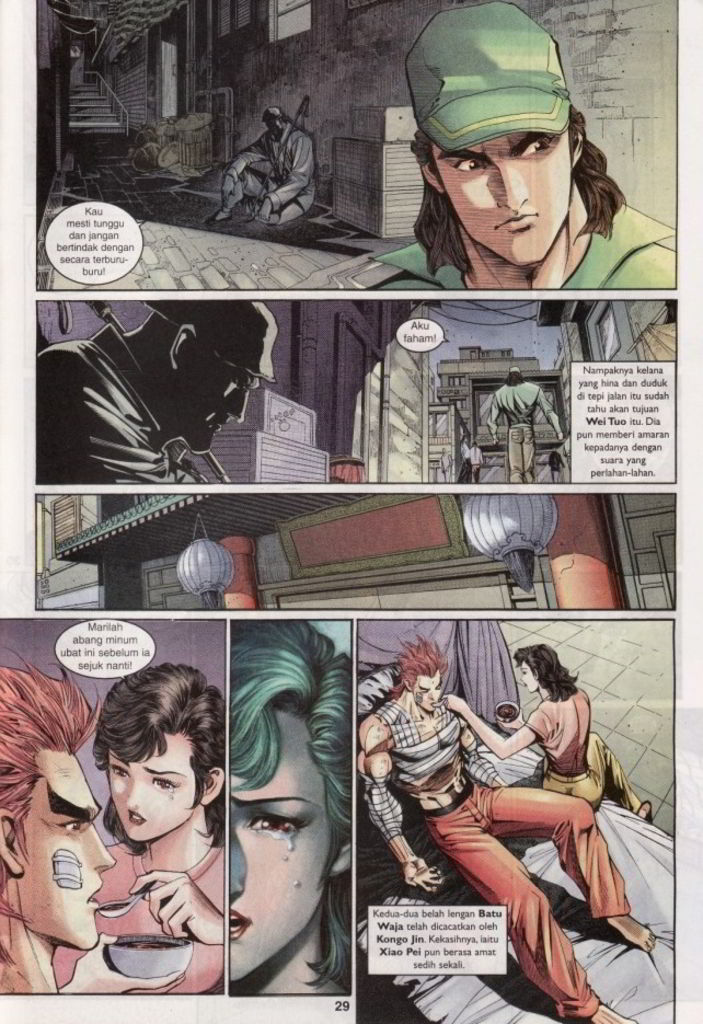 Kau
mesti tunggu
dan jangan
bertindak dengan
secara terburu-
buru!
Aku
faham!
Nampaknya kelana
yang hina dan duduk
di tepi jalan itu sudah
tahu akan tujuan
Wei Tuo itu. Dia
pun memberi amaran
kepadanya dengan
suara yang
perlahan-lahan.
Marilah
abang minum
ubat ini sebelum ia
sejuk nanti!
Kedua-dua belah lengan Batu
Waja telah dicacatkan oleh
Kongo Jin. Kekasihnya, iaitu
Xiao Pei pun berasa amat
sedih sekali.
29